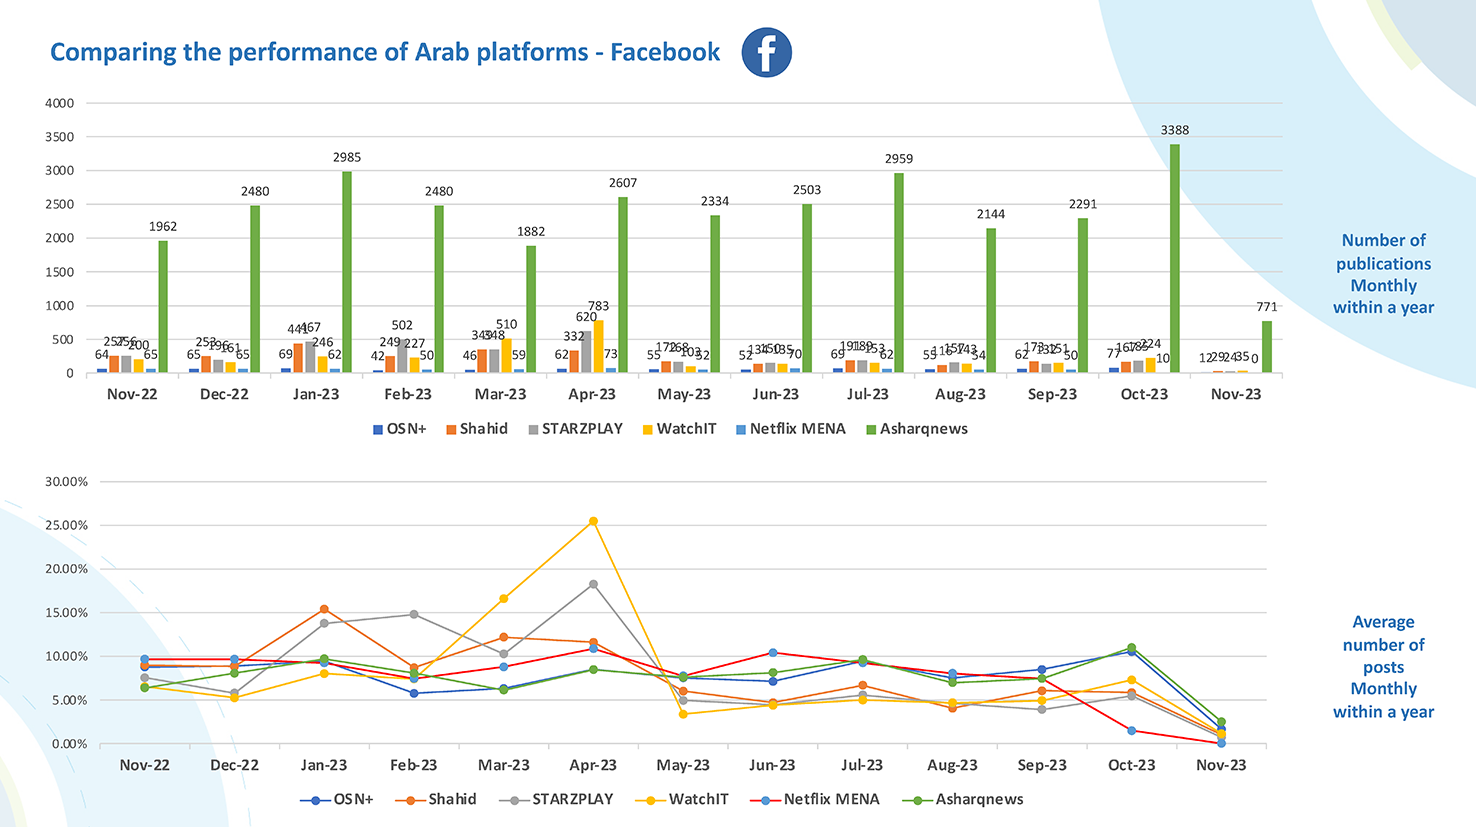 Comparing the performance of Arab platforms - Facebook
f
4000
3500
3000
2500
2000
1500
1000
500
0
64 257 256 200 65 1962
65 253 196 161 65 2480
69 441 467 246 62 2985
42 249 502 227 50 2480
46 349 348 510 59 1882
62 332 620 783 73 2607
55 172 168 103 52 2334
52 134 150 135 70 2503
69 191 189 153 62 2959
55 157 143 54 2144
62 173 151 50 2291
77 224 10 3388
12 29 24 35 0 771
Nov-22 Dec-22 Jan-23 Feb-23 Mar-23 Apr-23 May-23 Jun-23 Jul-23 Aug-23 Sep-23 Oct-23 Nov-23
OSN+ Shahid STARZPLAY WatchIT Netflix MENA Asharqnews
Number of
publications
Monthly
within a year
30.00%
25.00%
20.00%
15.00%
10.00%
5.00%
0.00%
Nov-22 Dec-22 Jan-23 Feb-23 Mar-23 Apr-23 May-23 Jun-23 Jul-23 Aug-23 Sep-23 Oct-23 Nov-23
OSN+ Shahid STARZPLAY WatchIT Netflix MENA Asharqnews
Average
number of
posts
Monthly
within a year